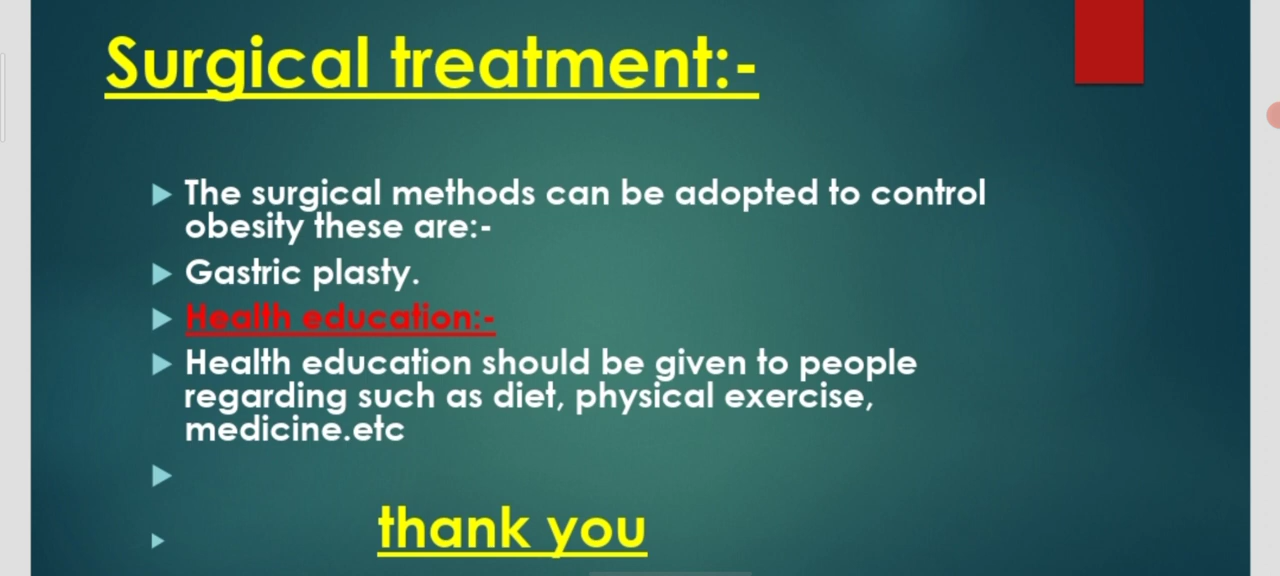 Surgical treatment:-
The surgical methods can be adopted to control
obesity these are:-
Gastric plasty.
Health education:-
Health education should be given to people
regarding such as diet, physical exercise,
medicine.etc
thank you